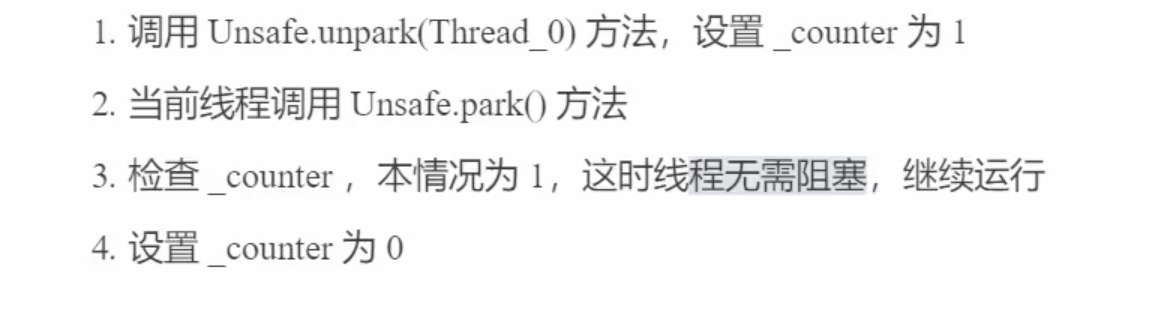 1. 调用 Unsafe.unpark(Thread_0) 方法，设置 _counter 为 1
2. 当前线程调用 Unsafe.park() 方法
3. 检查 _counter ，本情况为 1，这时线程无需阻塞，继续运行
4. 设置 _counter 为 0